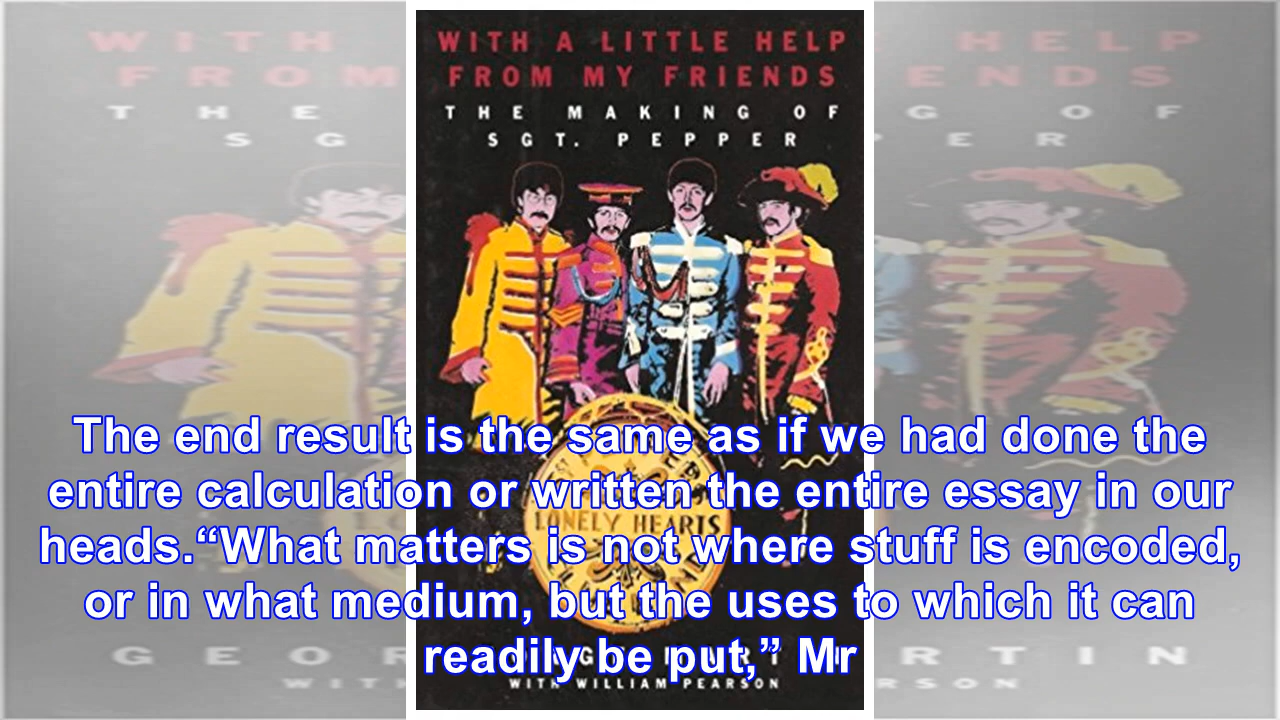 WITH A LITTLE HELP
FROM MY FRIENDS
THE MAKING OF
SGT. PEPPER
LONELY HEARTS
The end result is the same as if we had done the
entire calculation or written the entire essay in our
heads.“What matters is not where stuff is encoded,
or in what medium, but the uses to which it can
readily be put,” Mr
WITH WILLIAM PEARSON